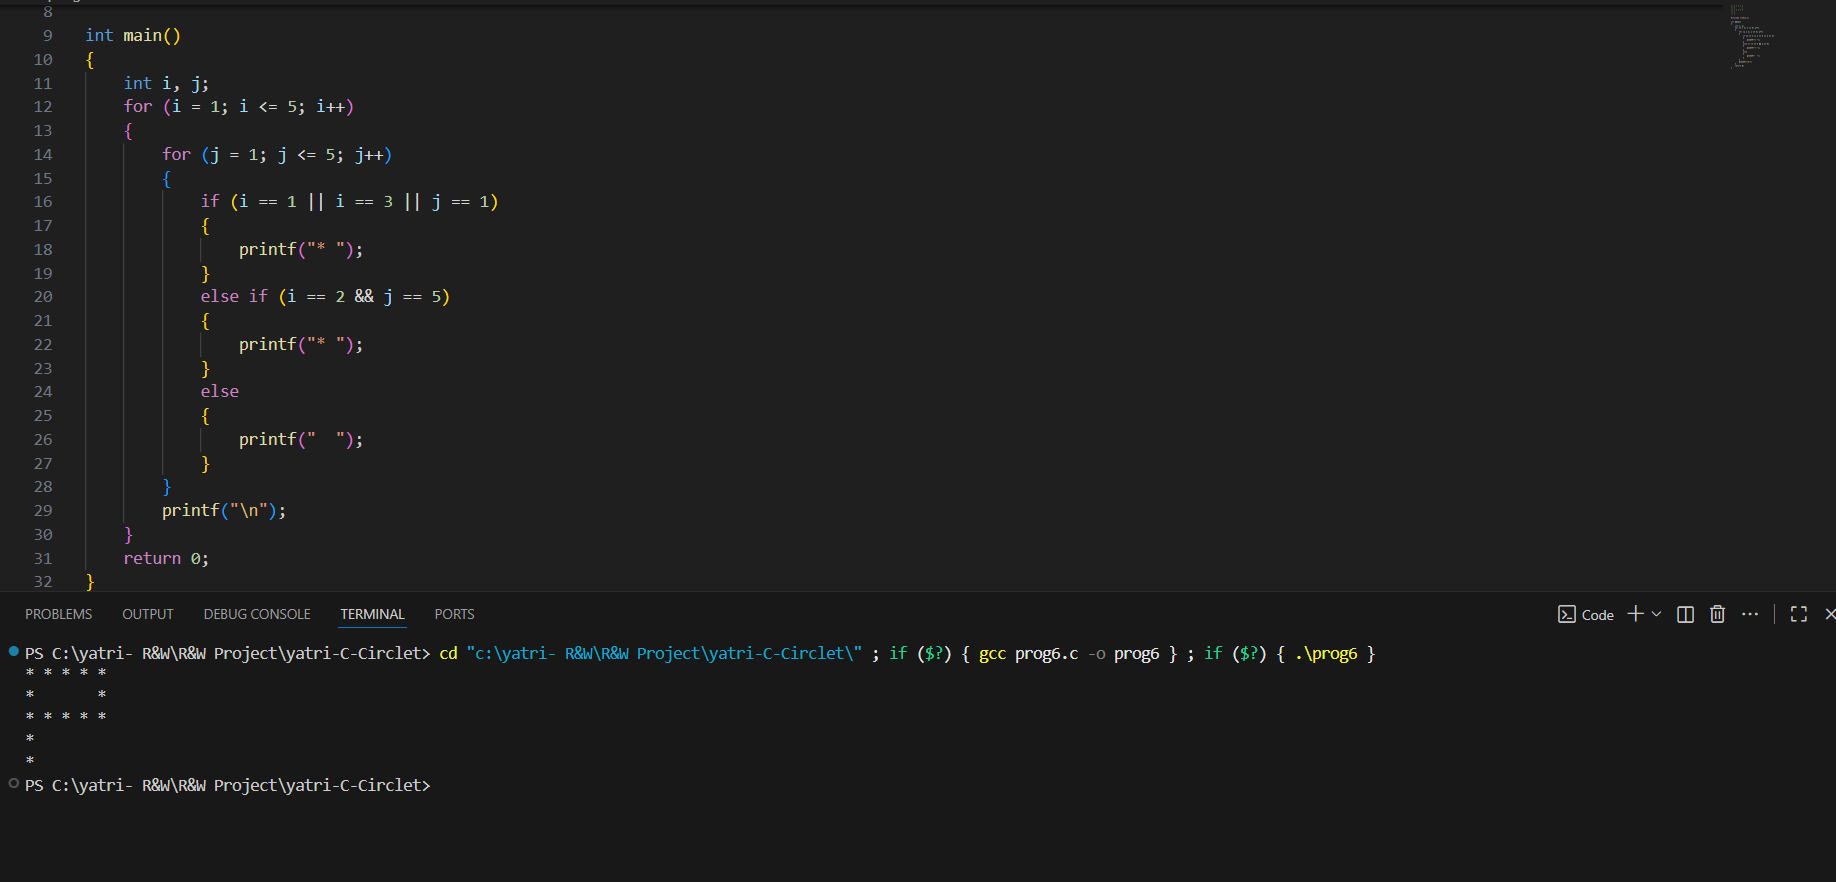 8
9 int main()
10 {
11     int i, j;
12     for (i = 1; i <= 5; i++)
13     {
14         for (j = 1; j <= 5; j++)
15         {
16             if (i == 1 || i == 3 || j == 1)
17             {
18                 printf("* ");
19             }
20             else if (i == 2 && j == 5)
21             {
22                 printf("* ");
23             }
24             else
25             {
26                 printf("  ");
27             }
28         }
29         printf("\n");
30     }
31     return 0;
32 }
PROBLEMS OUTPUT DEBUG CONSOLE TERMINAL PORTS Code
PS C:\yatri- R&W\R&W Project\yatri-C-Circlet> cd "c:\yatri- R&W\R&W Project\yatri-C-Circlet\" ; if ($?) { gcc prog6.c -o prog6 } ; if ($?) { .\prog6 }
* * * * *
*       *
* * * * *
*
*
PS C:\yatri- R&W\R&W Project\yatri-C-Circlet>